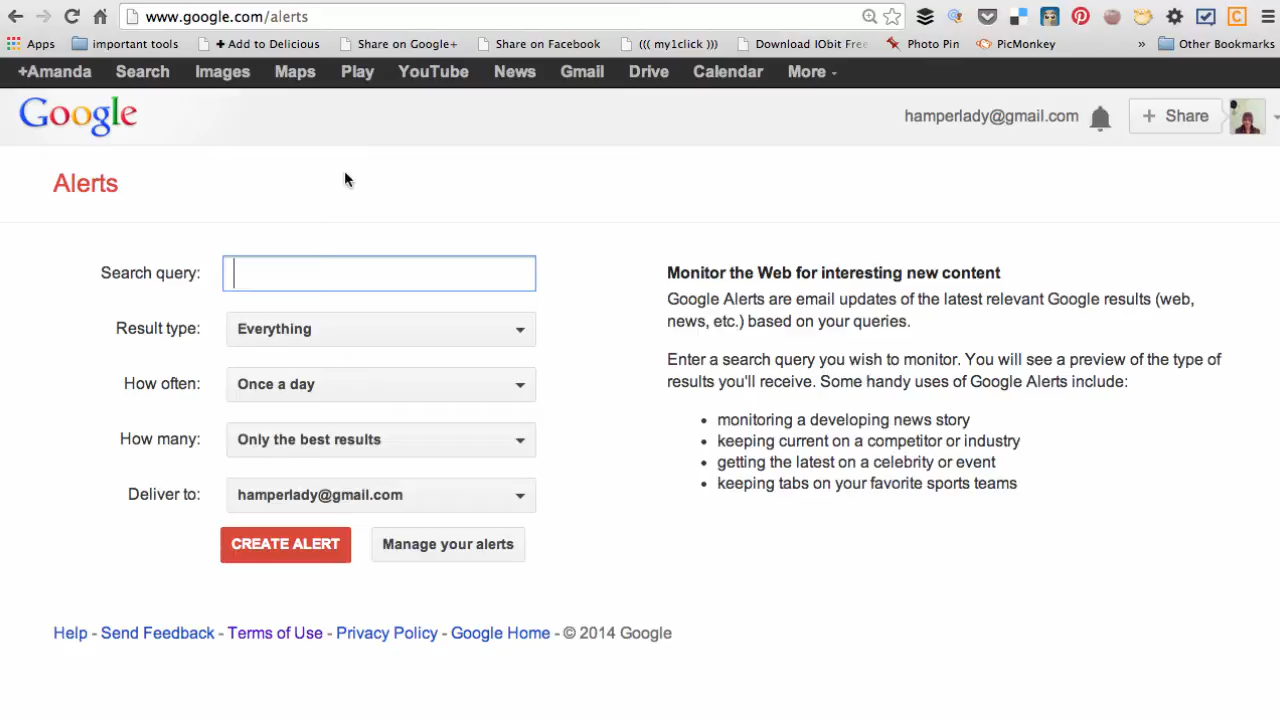 www.google.com/alerts
Apps important tools + Add to Delicious Share on Google+ Share on Facebook ((( my1click ))) Download IObit Free Photo Pin PicMonkey » Other Bookmarks
+Amanda Search Images Maps Play YouTube News Gmail Drive Calendar More
Google hamperlady@gmail.com + Share
Alerts
Search query:
Result type: Everything
How often: Once a day
How many: Only the best results
Deliver to: hamperlady@gmail.com
CREATE ALERT Manage your alerts
Monitor the Web for interesting new content
Google Alerts are email updates of the latest relevant Google results (web,
news, etc.) based on your queries.
Enter a search query you wish to monitor. You will see a preview of the type of
results you'll receive. Some handy uses of Google Alerts include:
• monitoring a developing news story
• keeping current on a competitor or industry
• getting the latest on a celebrity or event
• keeping tabs on your favorite sports teams
Help - Send Feedback - Terms of Use - Privacy Policy - Google Home - © 2014 Google